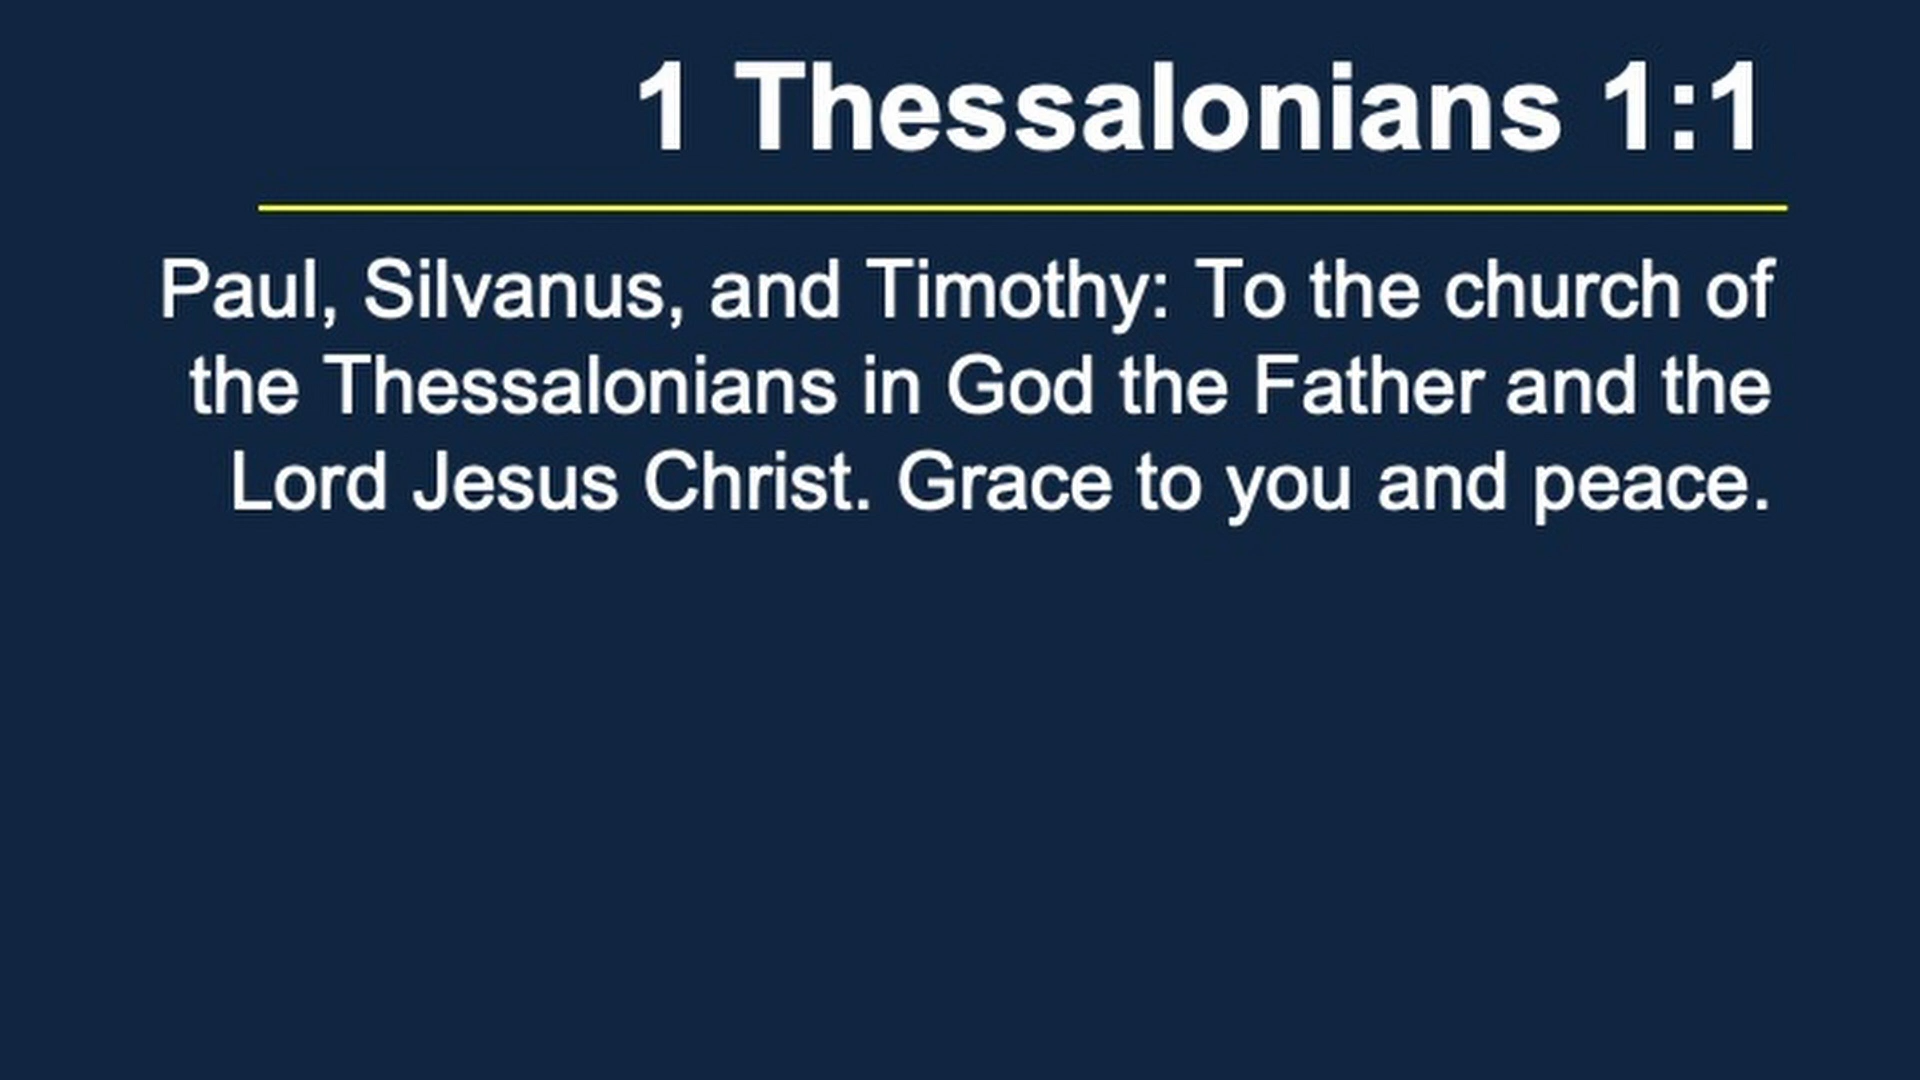 1 Thessalonians 1:1
Paul, Silvanus, and Timothy: To the church of
the Thessalonians in God the Father and the
Lord Jesus Christ. Grace to you and peace.